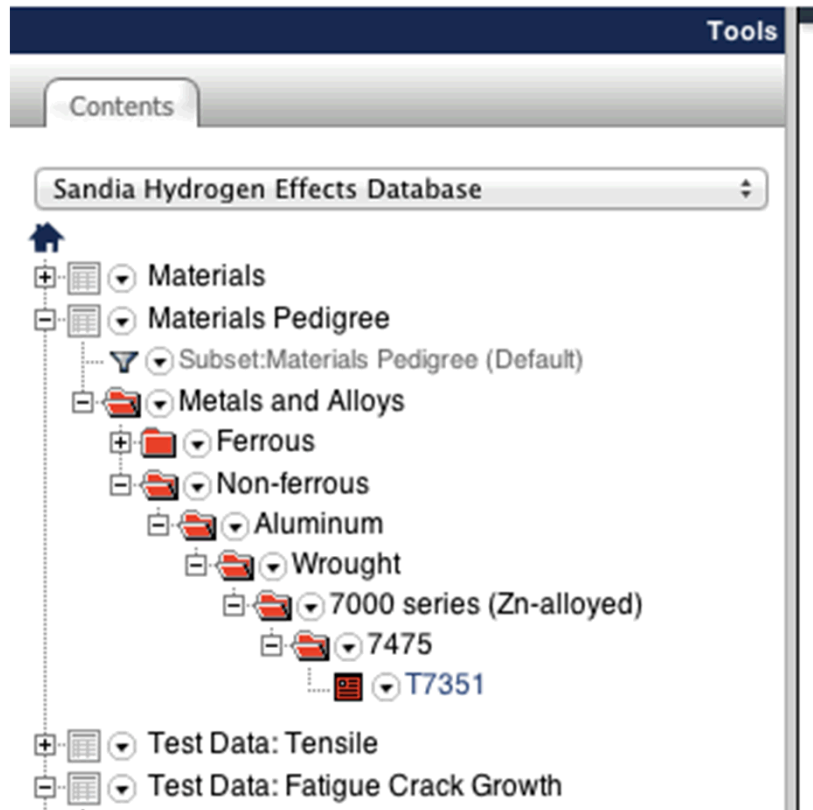 Tools
Contents
Sandia Hydrogen Effects Database
Materials
Materials Pedigree
Subset:Materials Pedigree (Default)
Metals and Alloys
Ferrous
Non-ferrous
Aluminum
Wrought
7000 series (Zn-alloyed)
7475
T7351
Test Data: Tensile
Test Data: Fatigue Crack Growth